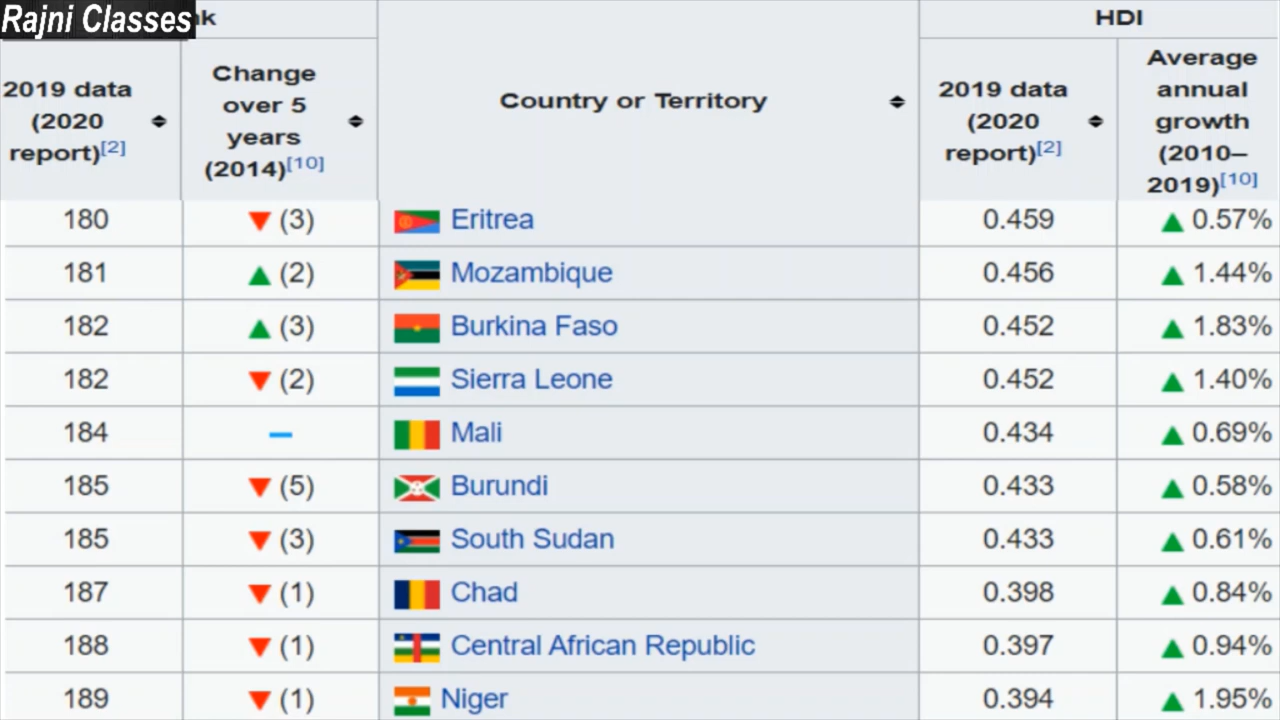 Rajni Classes
nk
HDI
2019 data
(2020
report)[2]
Change
over 5
years
(2014)[10]
Country or Territory
2019 data
(2020
report)[2]
Average
annual
growth
(2010–
2019)[10]
180 (3) Eritrea 0.459 0.57%
181 (2) Mozambique 0.456 1.44%
182 (3) Burkina Faso 0.452 1.83%
182 (2) Sierra Leone 0.452 1.40%
184 Mali 0.434 0.69%
185 (5) Burundi 0.433 0.58%
185 (3) South Sudan 0.433 0.61%
187 (1) Chad 0.398 0.84%
188 (1) Central African Republic 0.397 0.94%
189 (1) Niger 0.394 1.95%